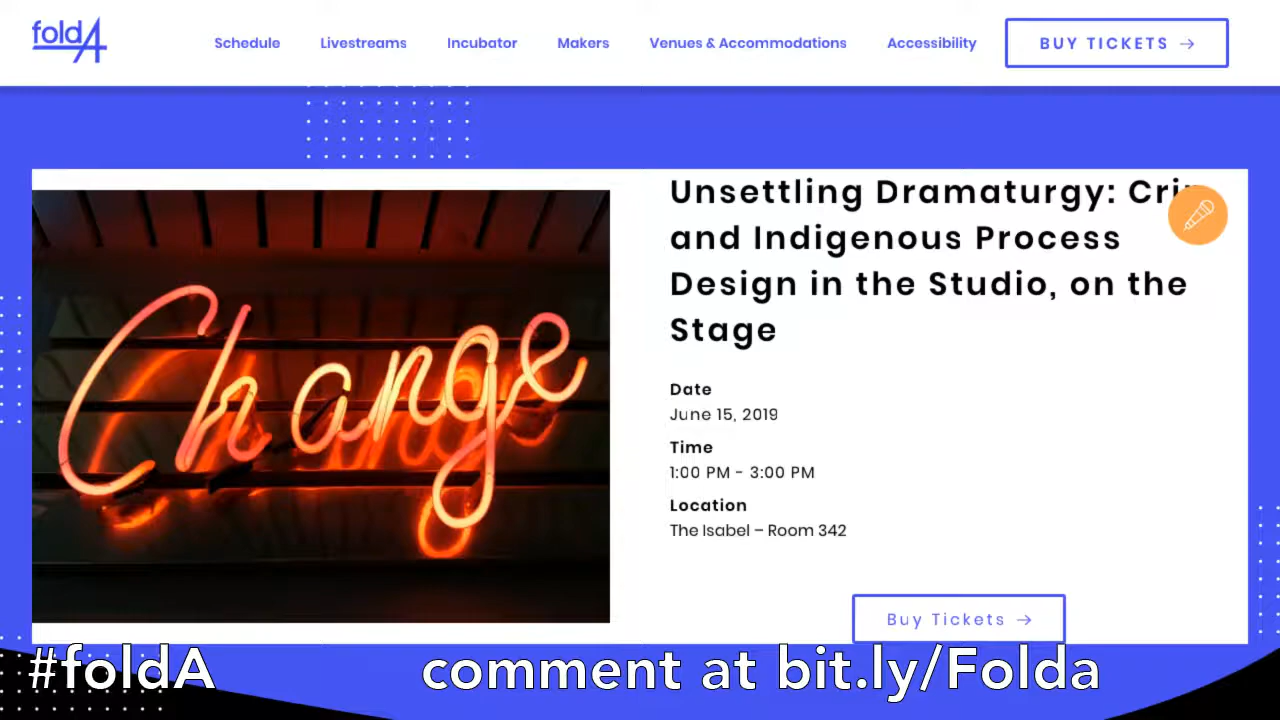 foldA
Schedule
Livestreams
Incubator
Makers
Venues & Accommodations
Accessibility
BUY TICKETS →
Change
Unsettling Dramaturgy:
and Indigenous Process
Design in the Studio, on the
Stage
Date
June 15, 2019
Time
1:00 PM - 3:00 PM
Location
The Isabel – Room 342
Buy Tickets →
#foldA
comment at bit.ly/Folda